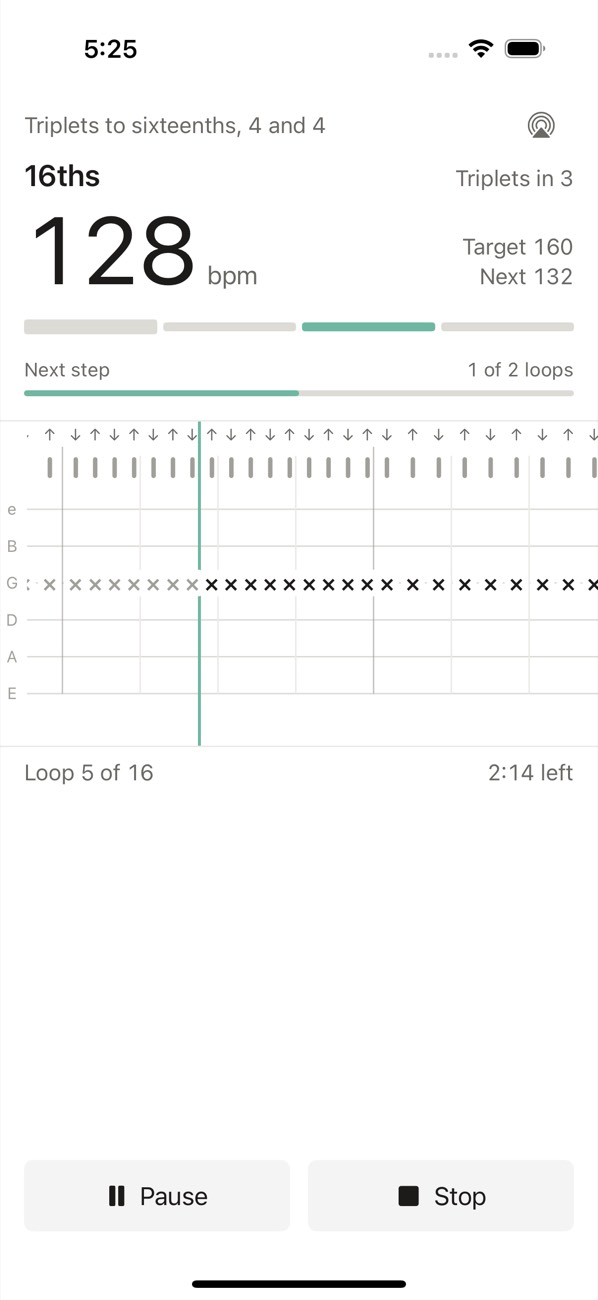 5:25
Triplets to sixteenths, 4 and 4
16ths
Triplets in 3
128 bpm
Target 160
Next 132
Next step
1 of 2 loops
e
B
G
D
A
E
Loop 5 of 16
2:14 left
Pause
Stop